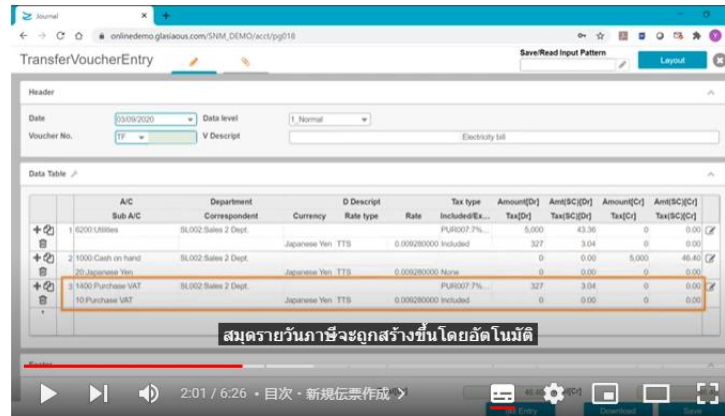 Journal
onlinedemo.glasiaous.com/SNM_DEMO/acct/pg018
TransferVoucherEntry
Save/Read Input Pattern
Layout
Header
Date
03/09/2020
Data level
1_Normal
Voucher No.
TF
V Descript
Electricity bill
Data Table
A/C Department D Descript Tax type Amount[Dr] Amt(SC)[Dr] Amount[Cr] Amt(SC)[Cr]
Sub A/C Correspondent Currency Rate type Rate Included/Ex... Tax[Dr] Tax(SC)[Dr] Tax[Cr] Tax(SC)[Cr]
1 6200:Utilities SL002:Sales 2 Dept. PUR007:7%... 5,000 43.36 0 0.00
Japanese Yen TTS 0.009280000 Included 327 3.04 0 0.00
2 1000:Cash on hand SL002:Sales 2 Dept. 0 0.00 5,000 46.40
20:Japanese Yen Japanese Yen TTS 0.009280000 None 0 0.00 0 0.00
3 1400:Purchase VAT SL002:Sales 2 Dept. PUR007:7%... 327 3.04 0 0.00
10:Purchase VAT Japanese Yen TTS 0.009280000 Included 0 0.00 0 0.00
สมุดรายวันภาษีจะถูกสร้างขึ้นโดยอัตโนมัติ
Footer
2:01 / 6:26 • 目次・新規伝票作成
Entry
Download
Save